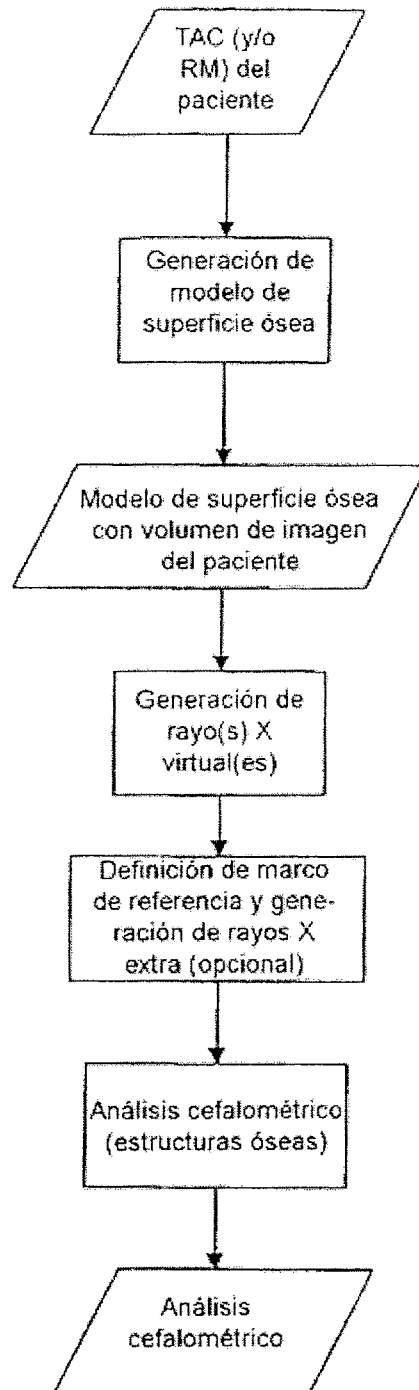 TAC (y/o
RM) del
paciente
Generación de
modelo de
superficie ósea
Modelo de superficie ósea
con volumen de imagen
del paciente
Generación de
rayo(s) X
virtual(es)
Definición de marco
de referencia y gene-
ración de rayos X
extra (opcional)
Análisis cefalométrico
(estructuras óseas)
Análisis
cefalométrico